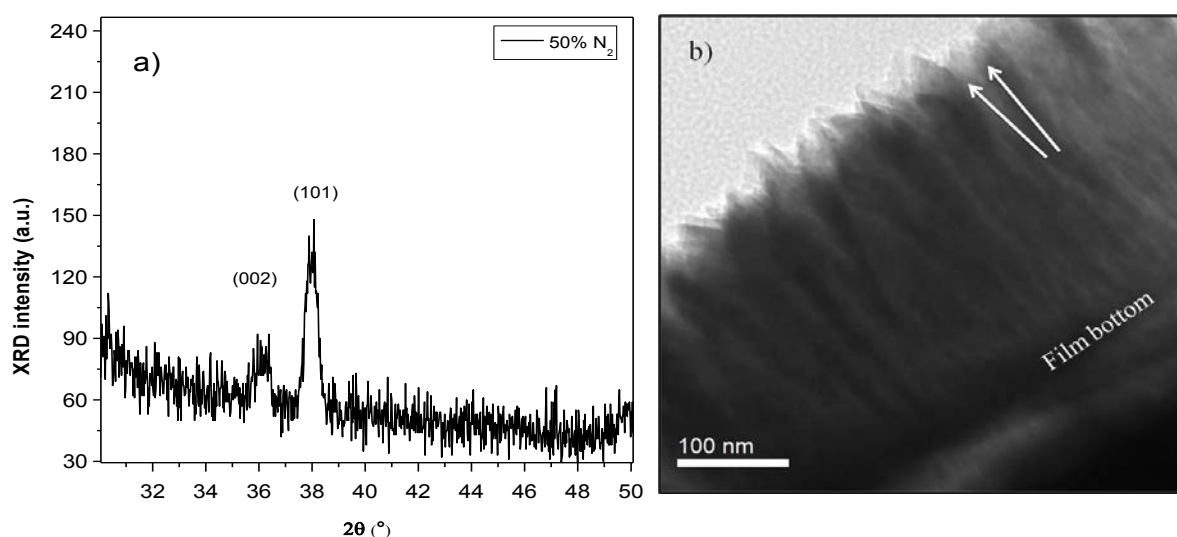 a)
50% N₂
240
210
180
150
120
90
60
30
(101)
(002)
XRD intensity (a.u.)
32 34 36 38 40 42 44 46 48 50
2θ (°)
b)
Film bottom
100 nm